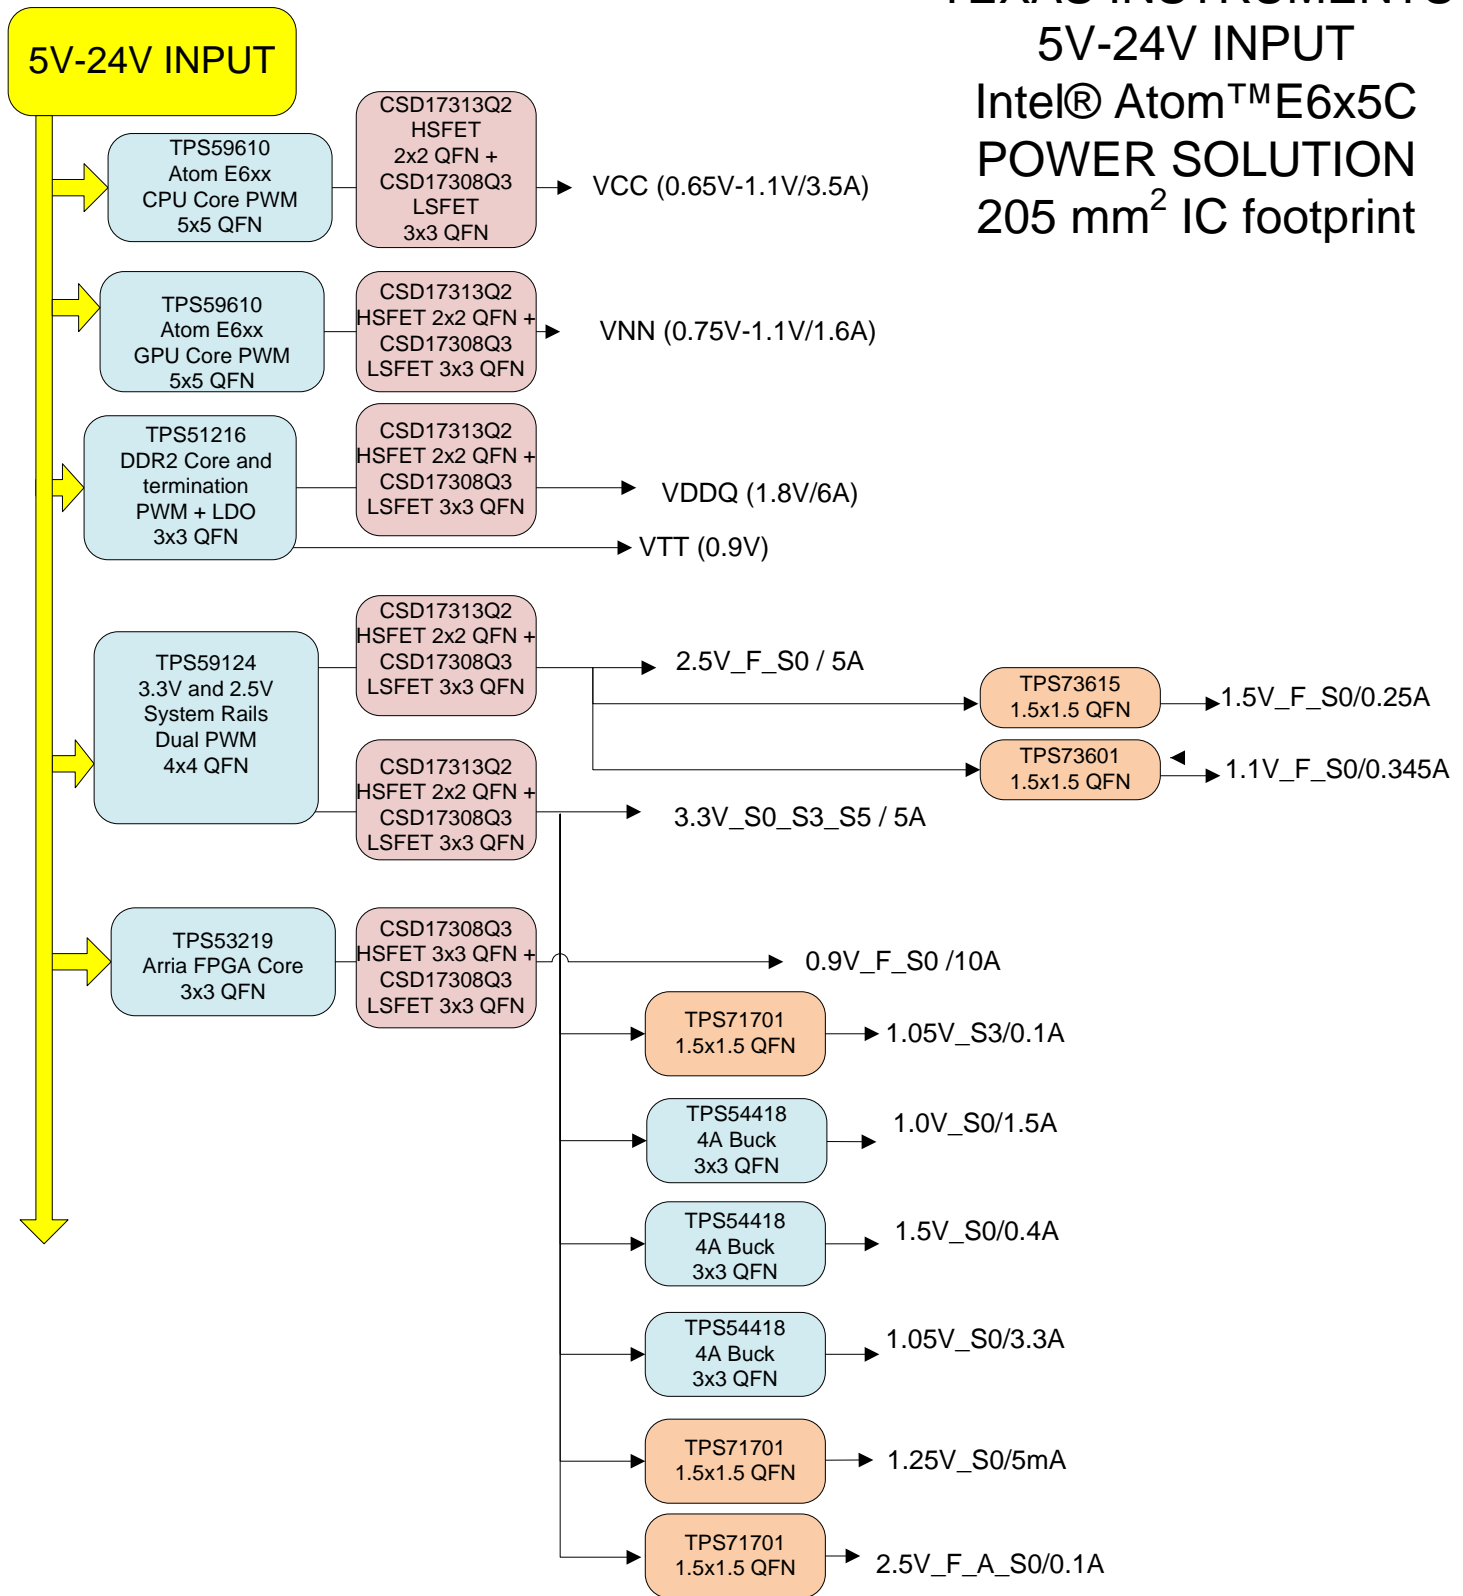 TEXAS INSTRUMENTS
5V-24V INPUT
Intel® Atom™E6x5C
POWER SOLUTION
205 mm² IC footprint
5V-24V INPUT
TPS59610
Atom E6xx
CPU Core PWM
5x5 QFN
CSD17313Q2
HSFET
2x2 QFN +
CSD17308Q3
LSFET
3x3 QFN
VCC (0.65V-1.1V/3.5A)
TPS59610
Atom E6xx
GPU Core PWM
5x5 QFN
CSD17313Q2
HSFET 2x2 QFN +
CSD17308Q3
LSFET 3x3 QFN
VNN (0.75V-1.1V/1.6A)
TPS51216
DDR2 Core and
termination
PWM + LDO
3x3 QFN
CSD17313Q2
HSFET 2x2 QFN +
CSD17308Q3
LSFET 3x3 QFN
VDDQ (1.8V/6A)
VTT (0.9V)
TPS59124
3.3V and 2.5V
System Rails
Dual PWM
4x4 QFN
CSD17313Q2
HSFET 2x2 QFN +
CSD17308Q3
LSFET 3x3 QFN
2.5V_F_S0 / 5A
TPS73615
1.5x1.5 QFN
1.5V_F_S0/0.25A
TPS73601
1.5x1.5 QFN
1.1V_F_S0/0.345A
CSD17313Q2
HSFET 2x2 QFN +
CSD17308Q3
LSFET 3x3 QFN
3.3V_S0_S3_S5 / 5A
TPS53219
Arria FPGA Core
3x3 QFN
CSD17308Q3
HSFET 3x3 QFN +
CSD17308Q3
LSFET 3x3 QFN
0.9V_F_S0 /10A
TPS71701
1.5x1.5 QFN
1.05V_S3/0.1A
TPS54418
4A Buck
3x3 QFN
1.0V_S0/1.5A
TPS54418
4A Buck
3x3 QFN
1.5V_S0/0.4A
TPS54418
4A Buck
3x3 QFN
1.05V_S0/3.3A
TPS71701
1.5x1.5 QFN
1.25V_S0/5mA
TPS71701
1.5x1.5 QFN
2.5V_F_A_S0/0.1A